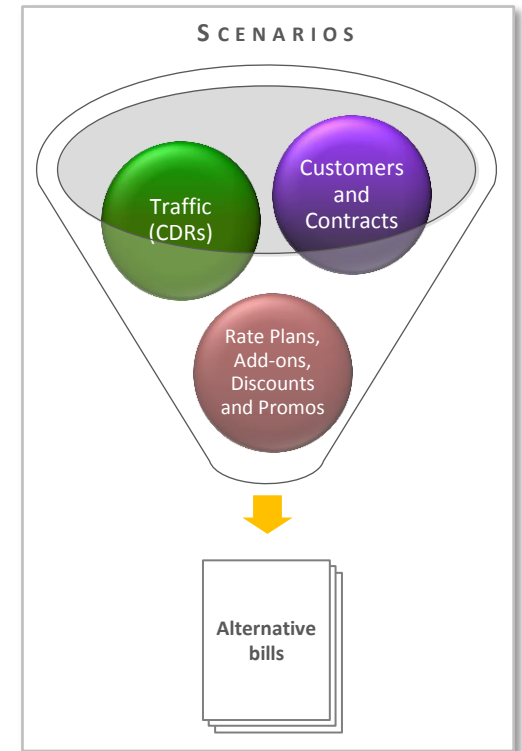 SCENARIOS
Customers
and
Contracts
Traffic
(CDRs)
Rate Plans,
Add-ons,
Discounts
and Promos
Alternative
bills